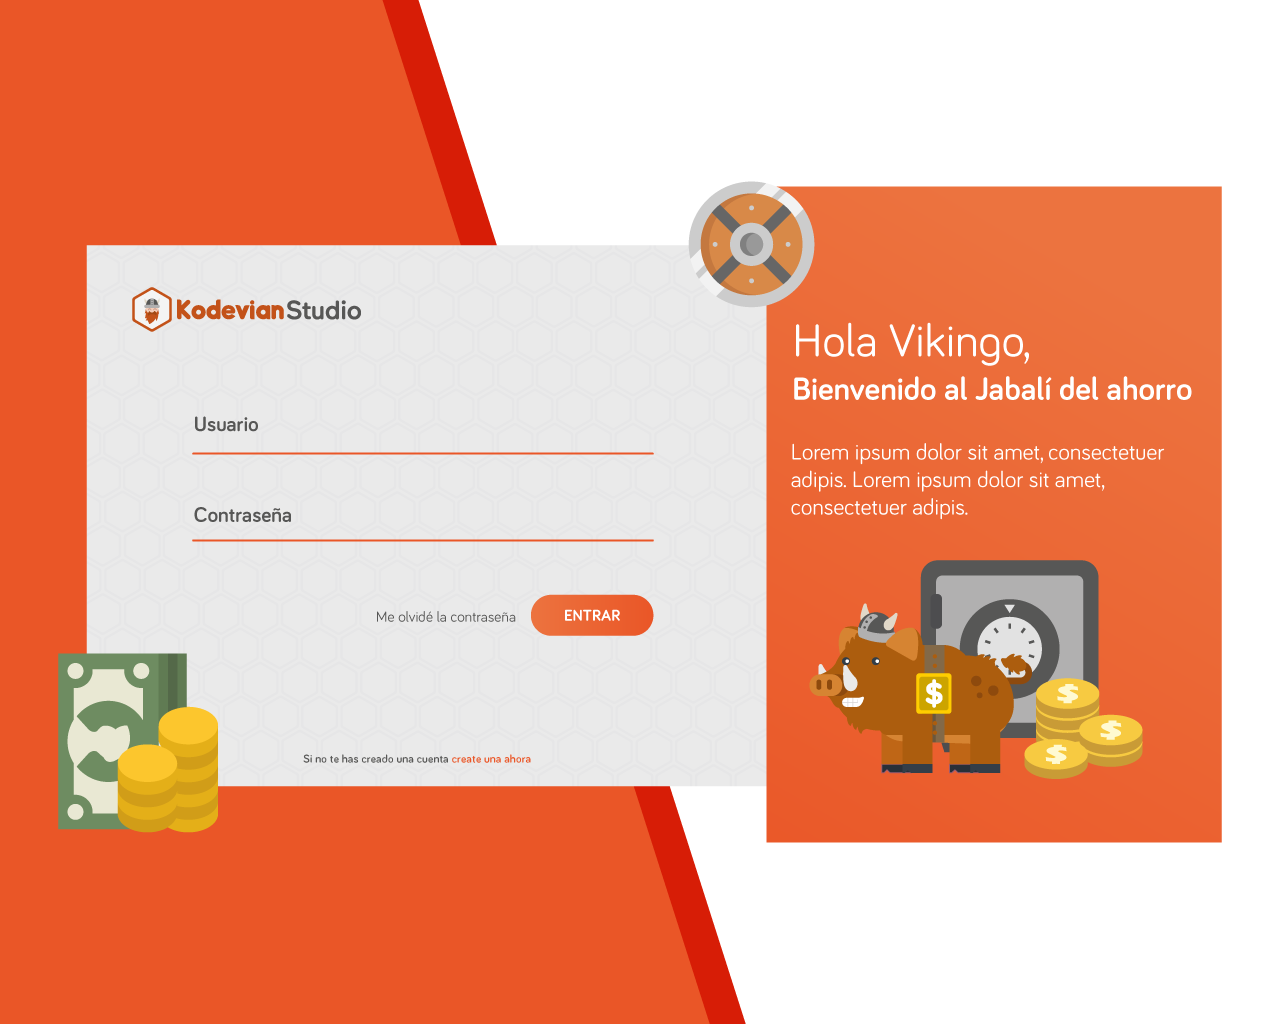 Kodevian Studio
Usuario
Contraseña
Me olvidé la contraseña
ENTRAR
Si no te has creado una cuenta create una ahora
Hola Vikingo,
Bienvenido al Jabalí del ahorro
Lorem ipsum dolor sit amet, consectetuer
adipis. Lorem ipsum dolor sit amet,
consectetuer adipis.
$
$
$
$